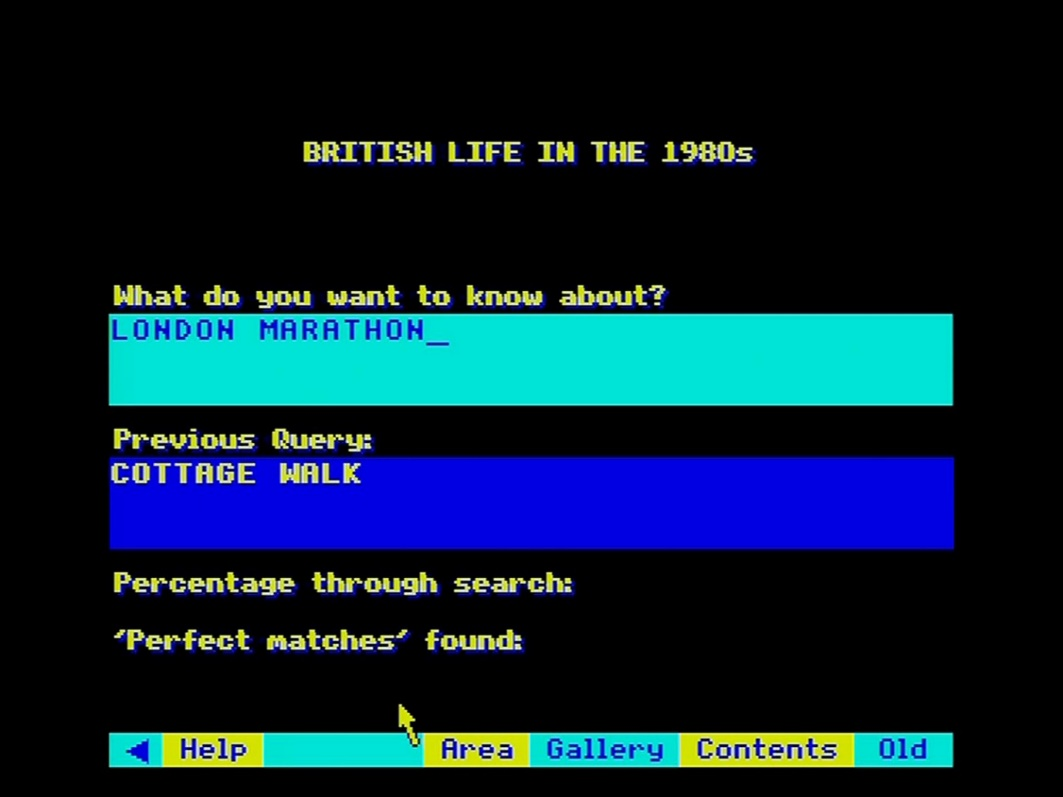 BRITISH LIFE IN THE 1980s
What do you want to know about?
LONDON MARATHON_
Previous Query:
COTTAGE WALK
Percentage through search:
'Perfect matches' found:
Help Area Gallery Contents Old